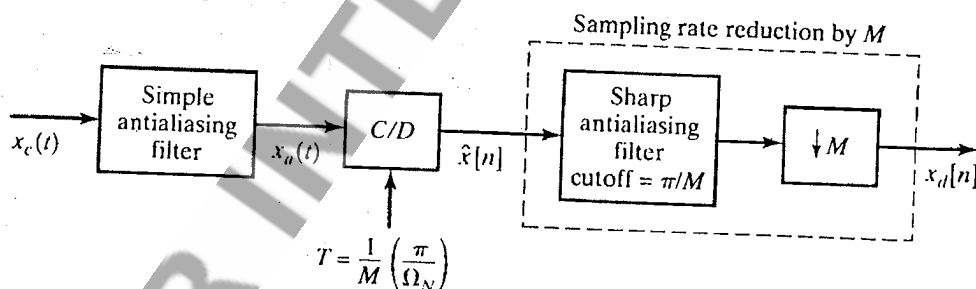 Sampling rate reduction by M
Simple
antialiasing
filter
C/D
Sharp
antialiasing
filter
cutoff = π/M
↓M
x_c(t)
x_a(t)
x̂[n]
x_d[n]
T = 1/M (π/Ω_N)